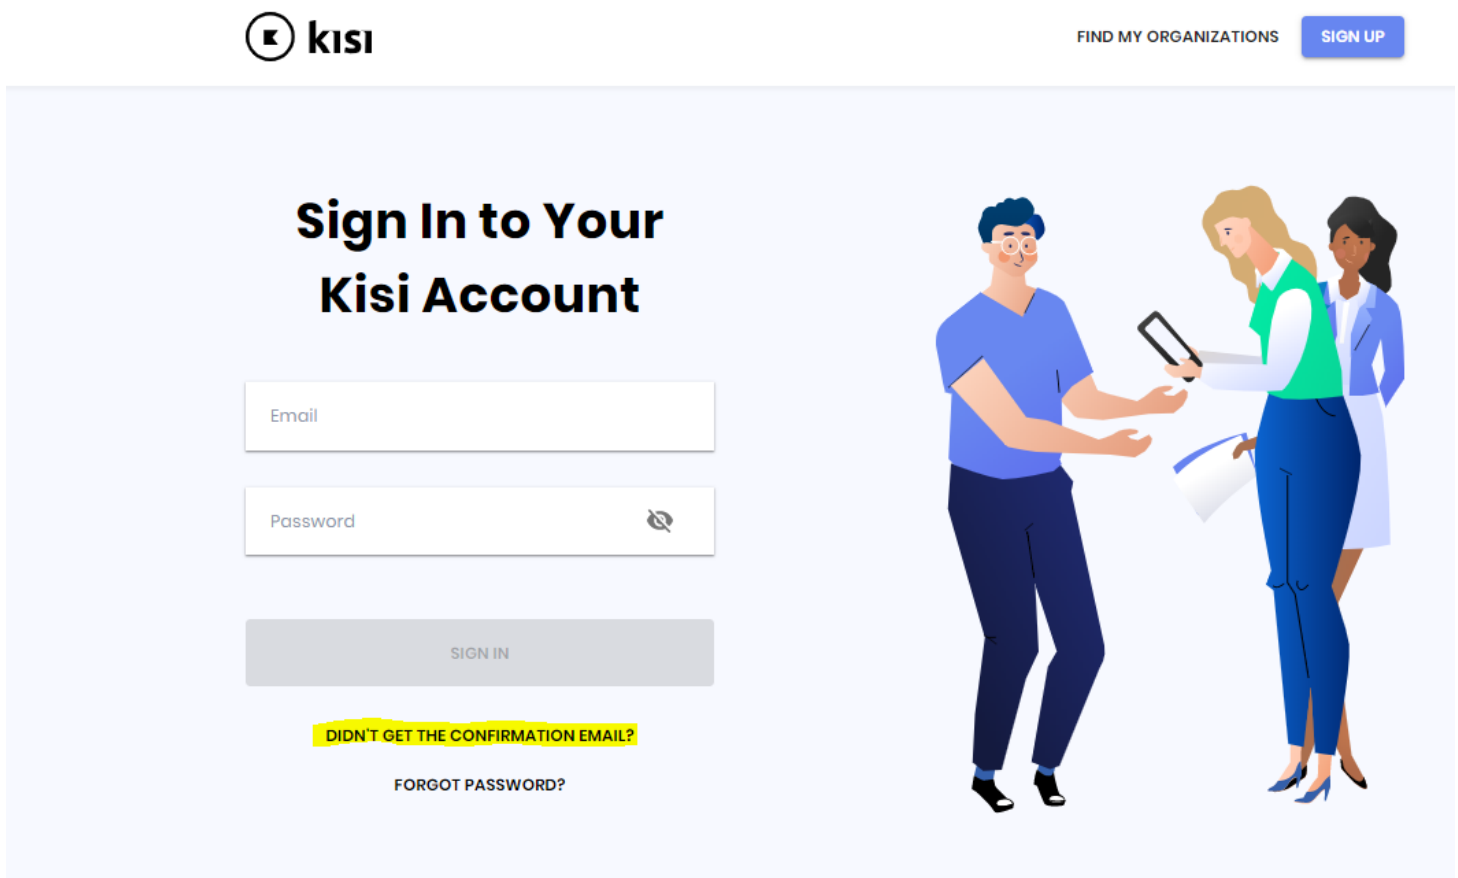 kisi
FIND MY ORGANIZATIONS
SIGN UP
Sign In to Your
Kisi Account
Email
Password
SIGN IN
DIDN'T GET THE CONFIRMATION EMAIL?
FORGOT PASSWORD?